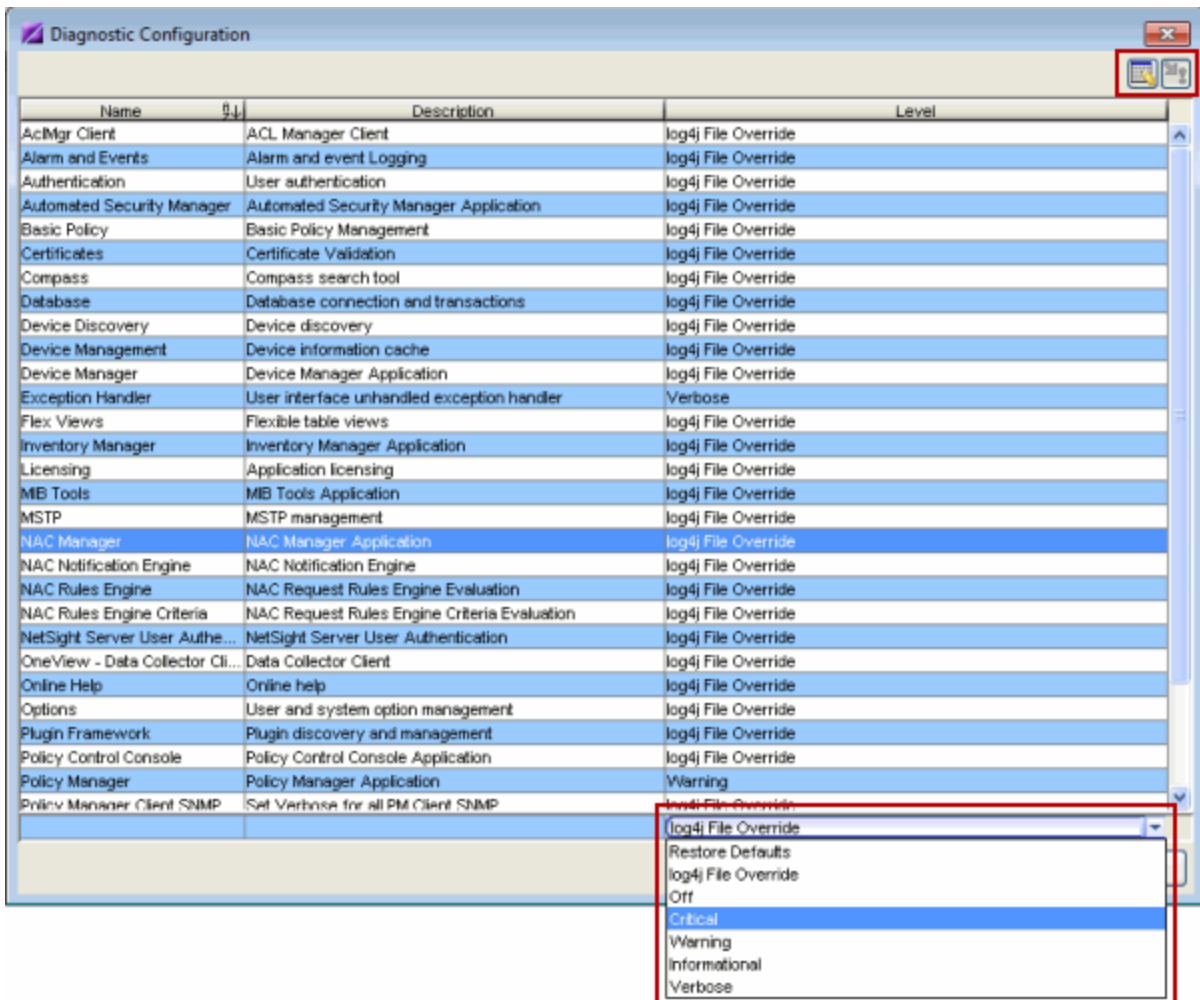 Diagnostic Configuration
Name Description Level
AclMgr Client ACL Manager Client log4j File Override
Alarm and Events Alarm and event Logging log4j File Override
Authentication User authentication log4j File Override
Automated Security Manager Automated Security Manager Application log4j File Override
Basic Policy Basic Policy Management log4j File Override
Certificates Certificate Validation log4j File Override
Compass Compass search tool log4j File Override
Database Database connection and transactions log4j File Override
Device Discovery Device discovery log4j File Override
Device Management Device information cache log4j File Override
Device Manager Device Manager Application log4j File Override
Exception Handler User interface unhandled exception handler Verbose
Flex Views Flexible table views log4j File Override
Inventory Manager Inventory Manager Application log4j File Override
Licensing Application licensing log4j File Override
MIB Tools MIB Tools Application log4j File Override
MSTP MSTP management log4j File Override
NAC Manager NAC Manager Application log4j File Override
NAC Notification Engine NAC Notification Engine log4j File Override
NAC Rules Engine NAC Request Rules Engine Evaluation log4j File Override
NAC Rules Engine Criteria NAC Request Rules Engine Criteria Evaluation log4j File Override
NetSight Server User Authe... NetSight Server User Authentication log4j File Override
OneView - Data Collector Cli... Data Collector Client log4j File Override
Online Help Online help log4j File Override
Options User and system option management log4j File Override
Plugin Framework Plugin discovery and management log4j File Override
Policy Control Console Policy Control Console Application log4j File Override
Policy Manager Policy Manager Application Warning
Policy Manager Client SNMP Set Verbose for all PM Client SNMP log4j File Override
log4j File Override
Restore Defaults
log4j File Override
Off
Critical
Warning
Informational
Verbose